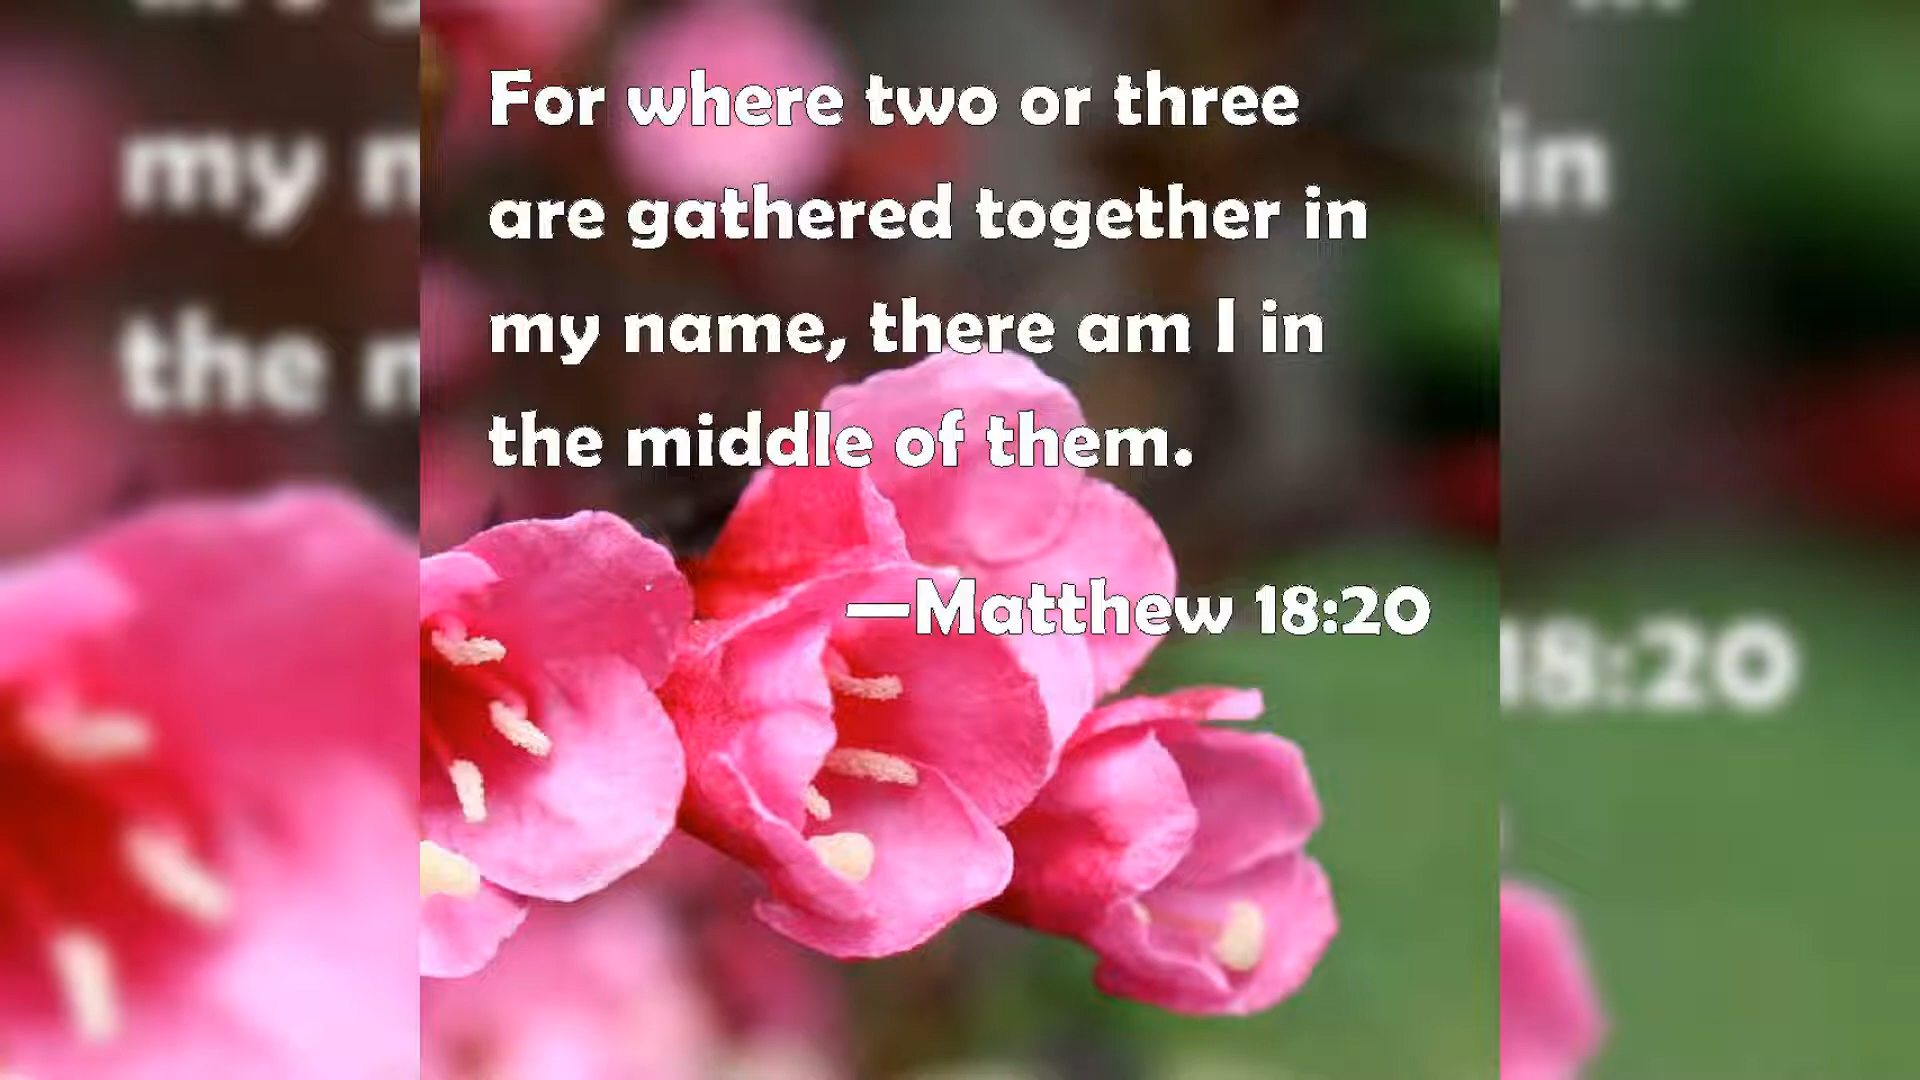 For where two or three
are gathered together in
my name, there am I in
the middle of them.
—Matthew 18:20